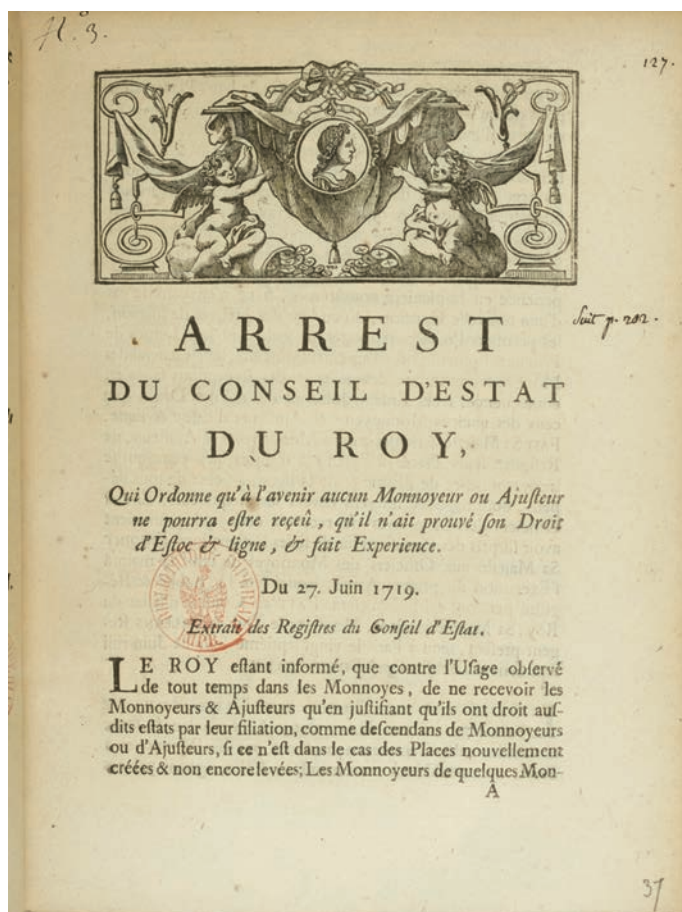 fl. 3.
127.
ARREST
Suit p. 202.
DU CONSEIL D'ESTAT
DU ROY,
Qui Ordonne qu'à l'avenir aucun Monnoyeur ou Ajuſteur
ne pourra eſtre reçeû, qu'il n'ait prouvé ſon Droit
d'Eſtoc & ligne, & fait Experience.
Du 27. Juin 1719.
Extrait des Regiſtres du Conſeil d'Eſtat.
LE ROY eſtant informé, que contre l'Uſage obſervé
de tout temps dans les Monnoyes, de ne recevoir les
Monnoyeurs & Ajuſteurs qu'en juſtifiant qu'ils ont droit auſ-
dits eſtats par leur filiation, comme deſcendans de Monnoyeurs
ou d'Ajuſteurs, ſi ce n'eſt dans le cas des Places nouvellement
créées & non encore levées; Les Monnoyeurs de quelques Mon-
A
37